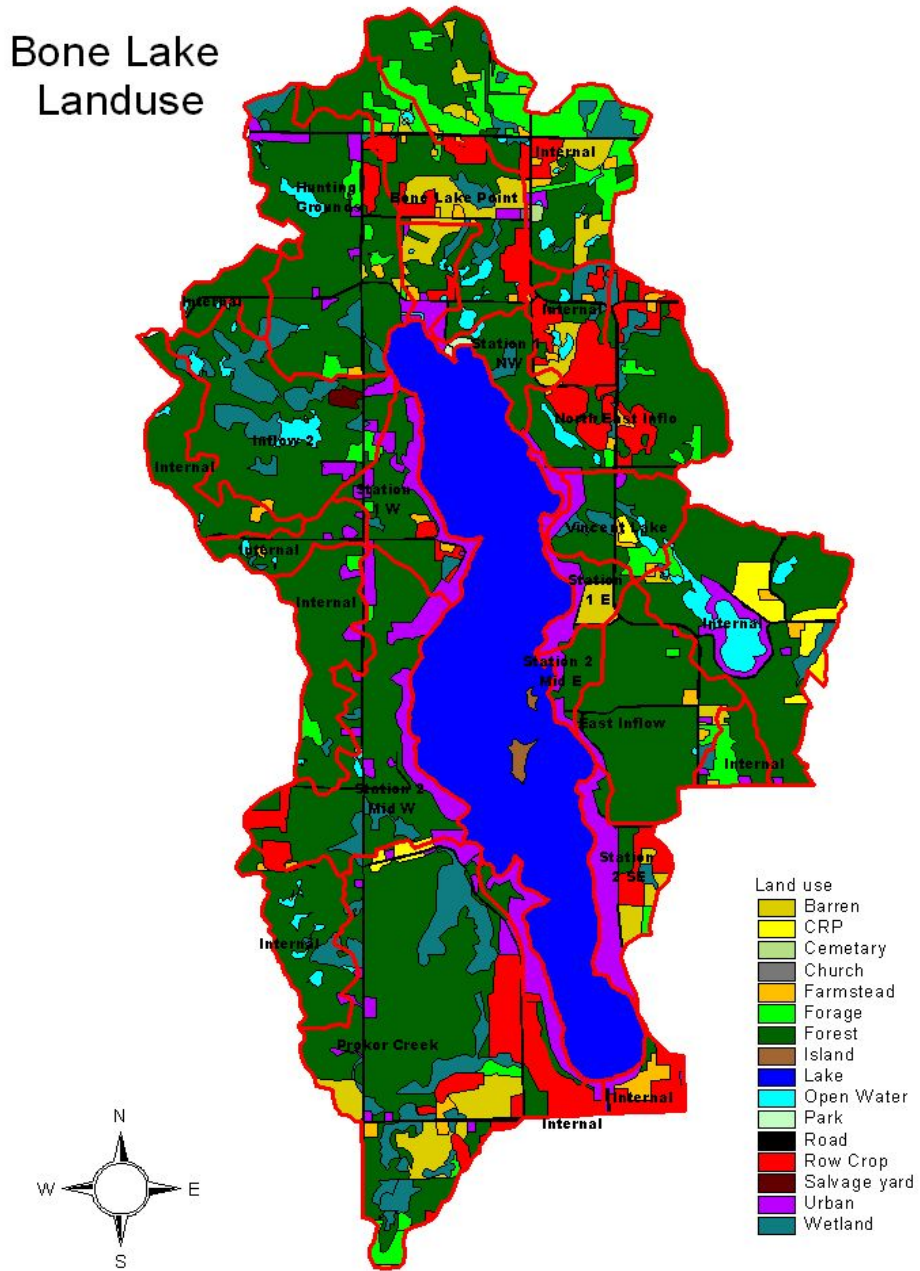 Bone Lake
Landuse
Internal
Hunting
Grounds
Bone Lake Point
Internal
Internal
Station 1
NW
North East Inflo
Inflow 2
Internal
Station
1 W
Vincent Lake
Internal
Station
1 E
Internal
Internal
Station 2
Mid E
East Inflow
Internal
Station 2
Mid W
Station
2 SE
Internal
Prokor Creek
Internal
Internal
Land use
Barren
CRP
Cemetary
Church
Farmstead
Forage
Forest
Island
Lake
Open Water
Park
Road
Row Crop
Salvage yard
Urban
Wetland
N
W
E
S